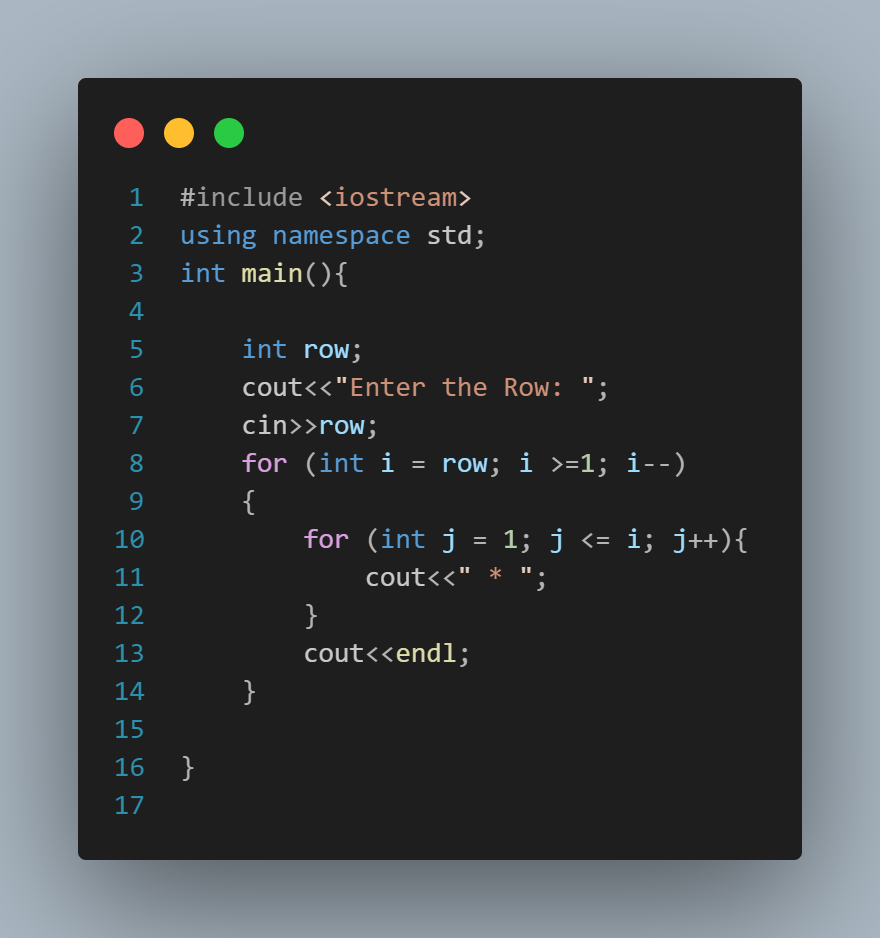 1 #include <iostream>
2 using namespace std;
3 int main(){
4
5     int row;
6     cout<<"Enter the Row: ";
7     cin>>row;
8     for (int i = row; i >=1; i--)
9     {
10         for (int j = 1; j <= i; j++){
11             cout<<" * ";
12         }
13         cout<<endl;
14     }
15
16 }
17